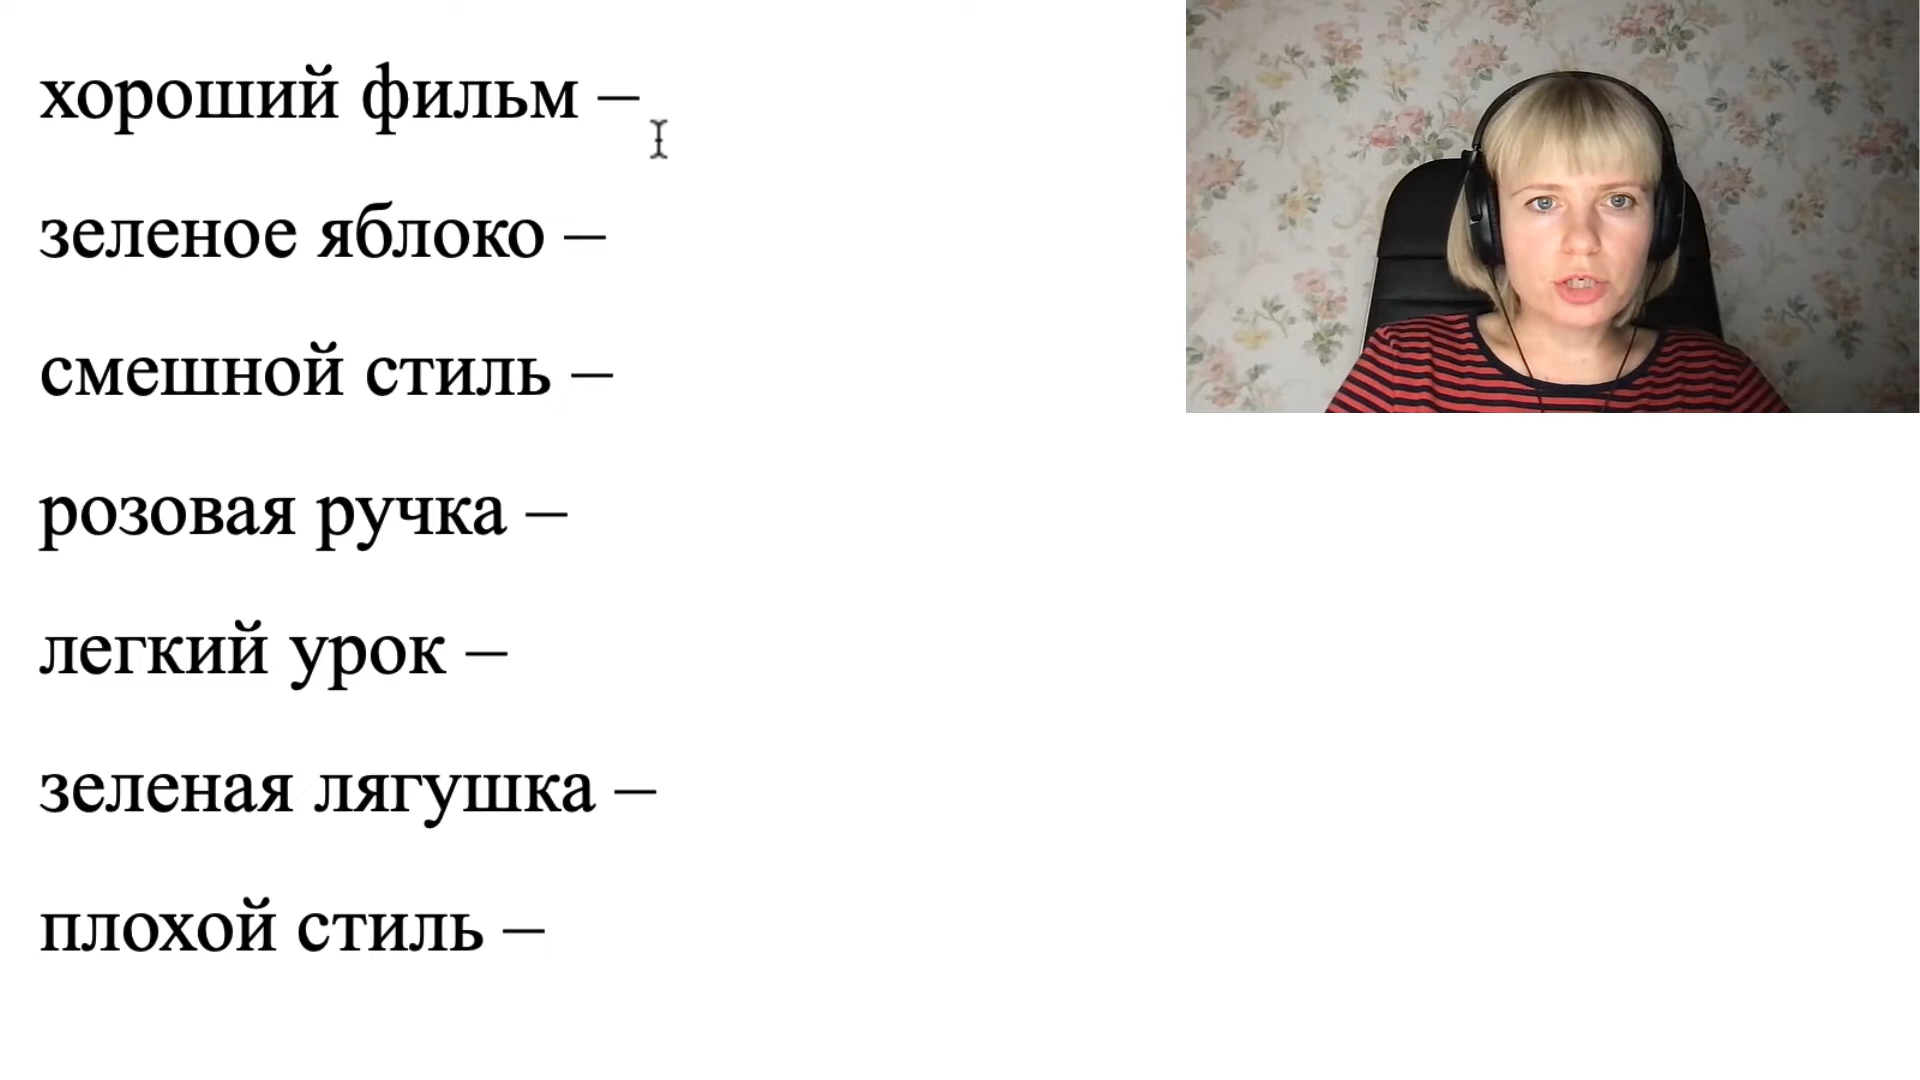 хороший фильм –
зеленое яблоко –
смешной стиль –
розовая ручка –
легкий урок –
зеленая лягушка –
плохой стиль –